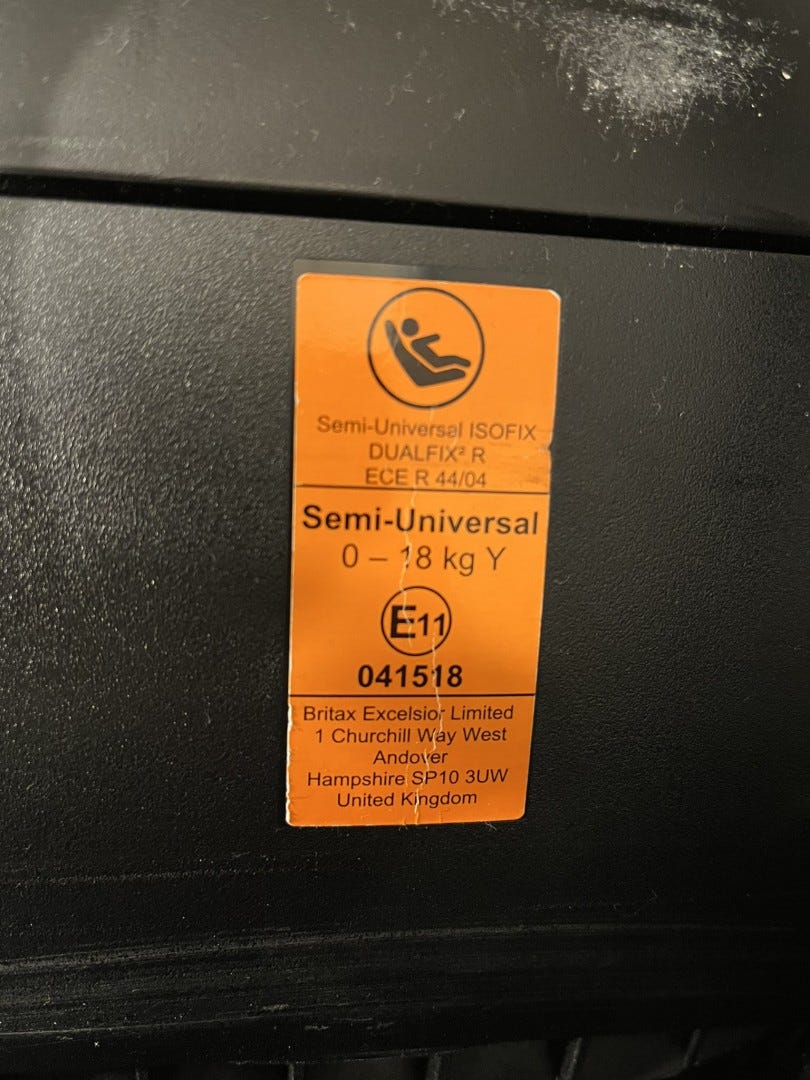 Semi-Universal ISOFIX
DUALFIX² R
ECE R 44/04
Semi-Universal
0 – 18 kg Y
E11
041518
Britax Excelsior Limited
1 Churchill Way West
Andover
Hampshire SP10 3UW
United Kingdom